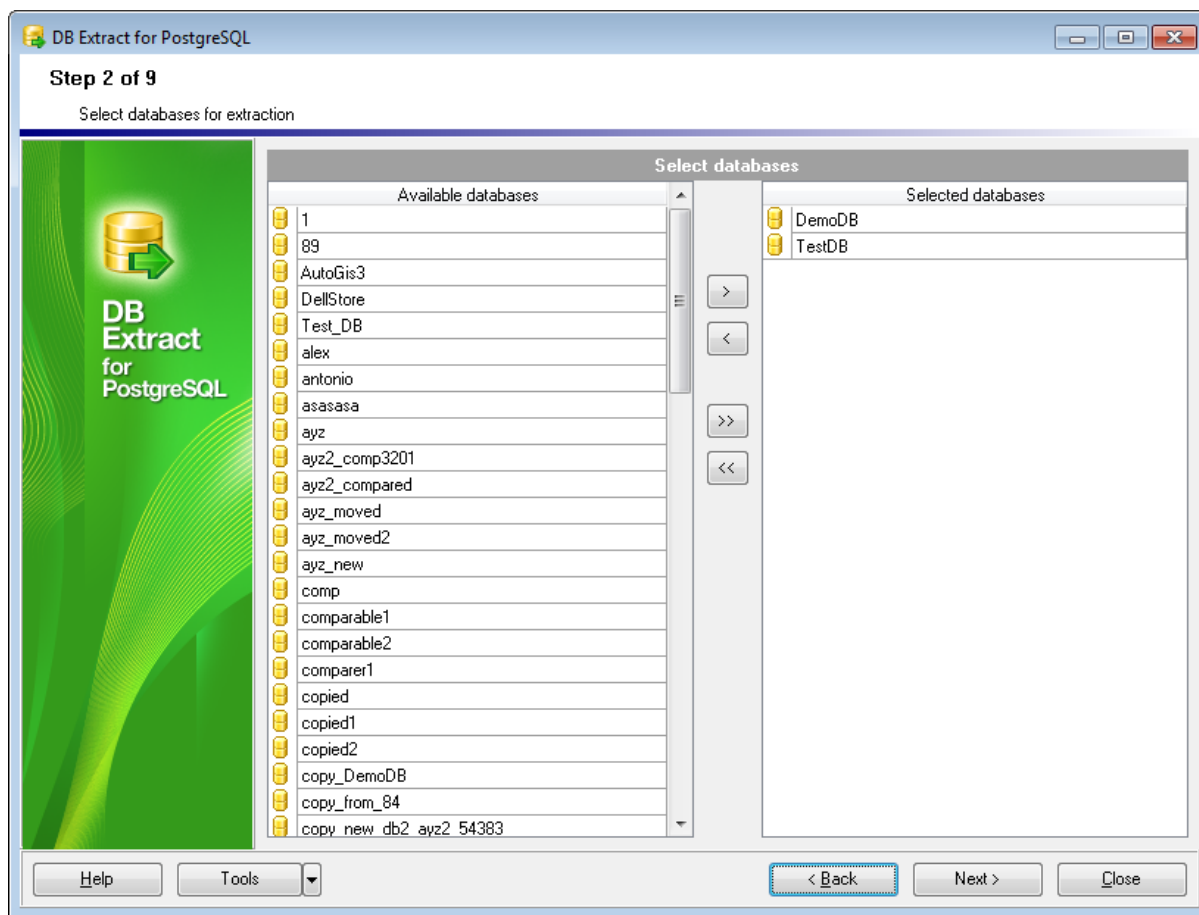 DB Extract for PostgreSQL
Step 2 of 9
Select databases for extraction
DB
Extract
for
PostgreSQL
Select databases
Available databases
1
89
AutoGis3
DellStore
Test_DB
alex
antonio
asasasa
ayz
ayz2_comp3201
ayz2_compared
ayz_moved
ayz_moved2
ayz_new
comp
comparable1
comparable2
comparer1
copied
copied1
copied2
copy_DemoDB
copy_from_84
copy_new_db2_ayz2_54383
>
<
>>
<<
Selected databases
DemoDB
TestDB
Help
Tools
< Back
Next >
Close